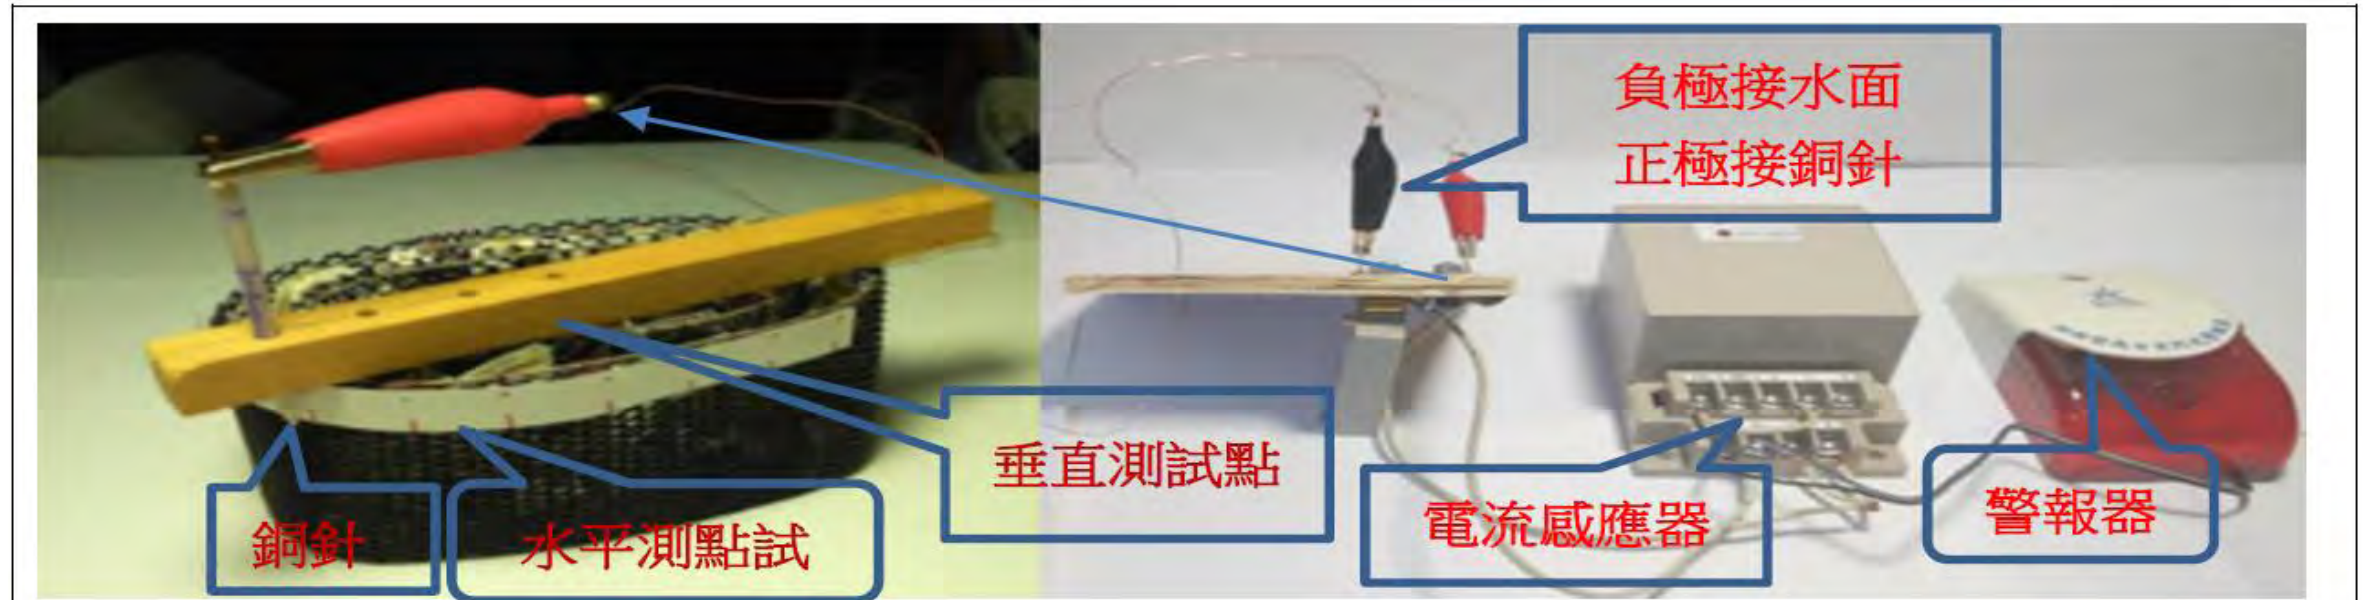 負極接水面
正極接銅針
垂直測試點
銅針
水平測點試
電流感應器
警報器